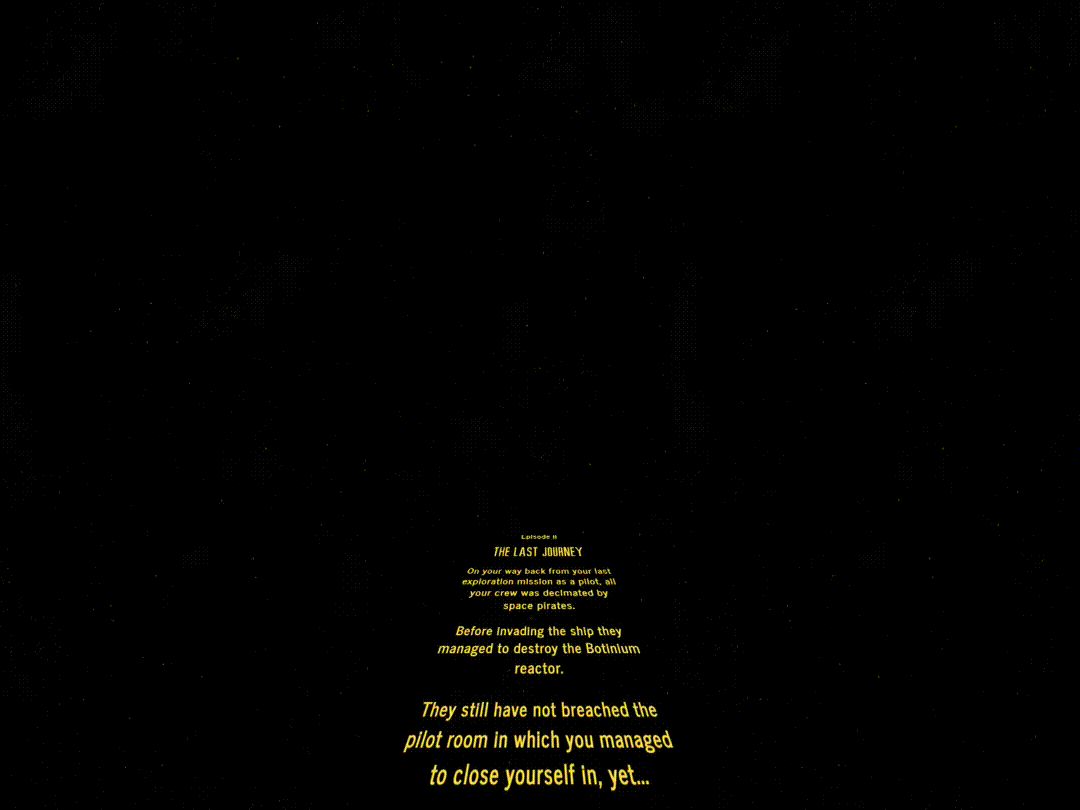 Episode II
THE LAST JOURNEY
On your way back from your last
exploration mission as a pilot, all
your crew was decimated by
space pirates.
Before invading the ship they
managed to destroy the Botinium
reactor.
They still have not breached the
pilot room in which you managed
to close yourself in, yet...